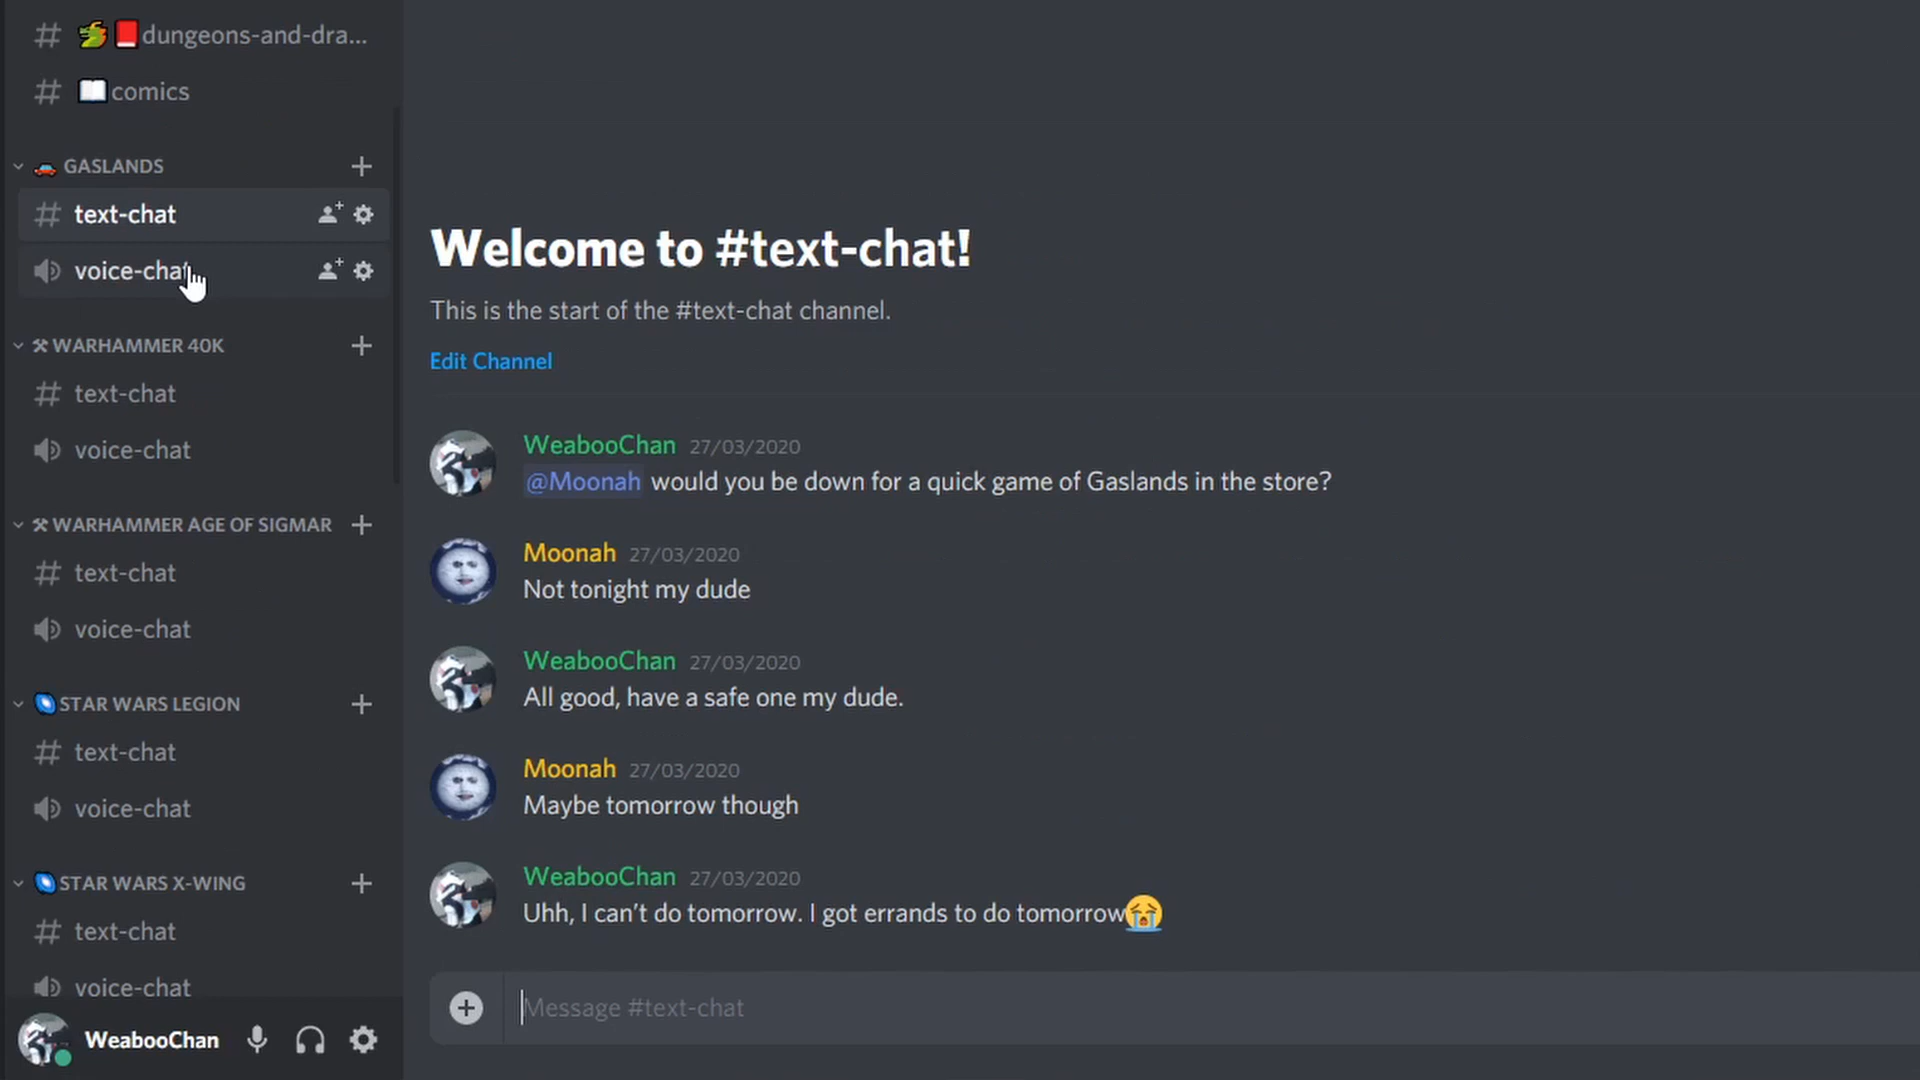 # 🐲📕dungeons-and-dra...
# 📖comics
🚗 GASLANDS
# text-chat
voice-chat
⚒ WARHAMMER 40K
# text-chat
voice-chat
⚒ WARHAMMER AGE OF SIGMAR
# text-chat
voice-chat
STAR WARS LEGION
# text-chat
voice-chat
STAR WARS X-WING
# text-chat
voice-chat
WeabooChan
Welcome to #text-chat!
This is the start of the #text-chat channel.
Edit Channel
WeabooChan 27/03/2020
@Moonah would you be down for a quick game of Gaslands in the store?
Moonah 27/03/2020
Not tonight my dude
WeabooChan 27/03/2020
All good, have a safe one my dude.
Moonah 27/03/2020
Maybe tomorrow though
WeabooChan 27/03/2020
Uhh, I can't do tomorrow. I got errands to do tomorrow😭
Message #text-chat